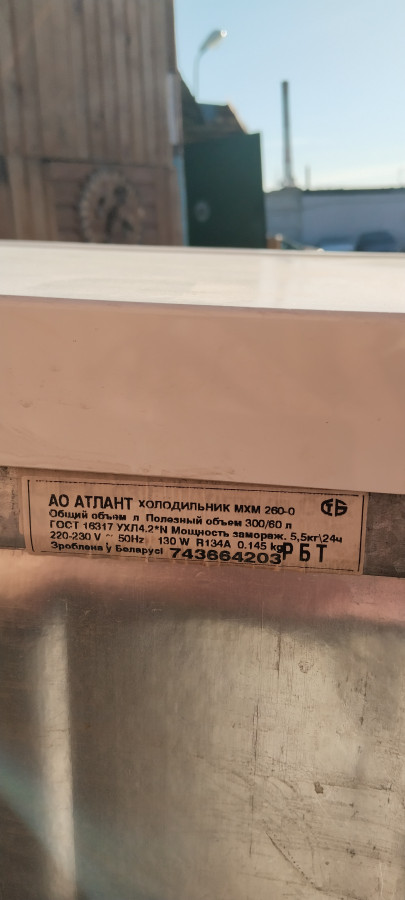 АО АТЛАНТ ХОЛОДИЛЬНИК МХМ 260-0
Общий объем л Полезный объем 300/60 л
ГОСТ 16317 УХЛ4.2*N Мощность заморaж. 5,5кг\24ч
220-230 V ~ 50Hz 130 W R134A 0.145 kg
Зроблена у Беларусі 743664203 РБТ